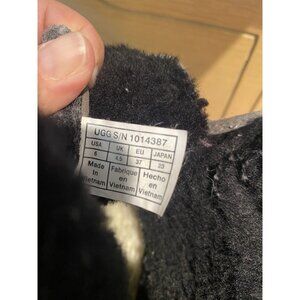 UGG S/N 1014387
USA UK EU JAPAN
6 4.5 37 23
Made Fabrique Hecho
In en en
Vietnam Vietnam Vietnam